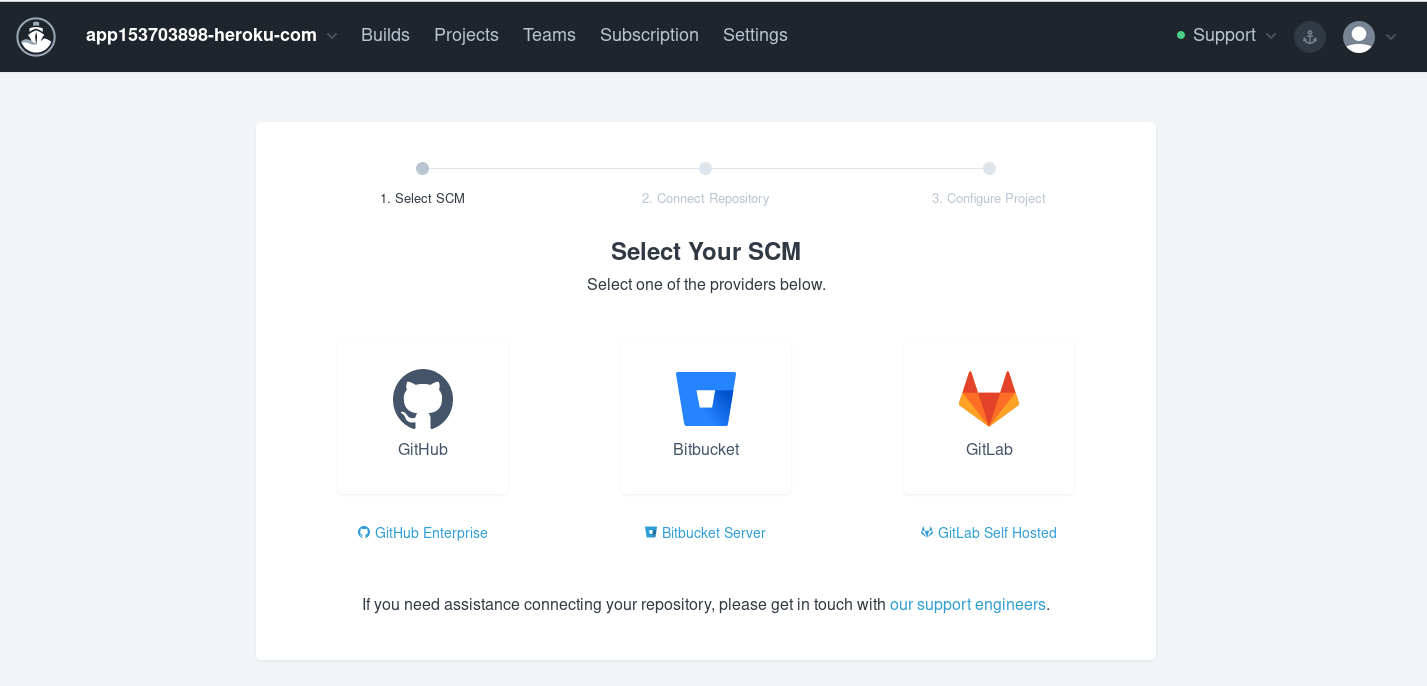 app153703898-heroku-com Builds Projects Teams Subscription Settings Support
1. Select SCM 2. Connect Repository 3. Configure Project
Select Your SCM
Select one of the providers below.
GitHub Bitbucket GitLab
GitHub Enterprise Bitbucket Server GitLab Self Hosted
If you need assistance connecting your repository, please get in touch with our support engineers.